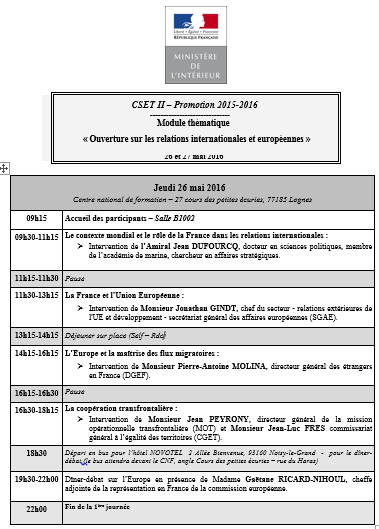 Liberté • Égalité • Fraternité
RÉPUBLIQUE FRANÇAISE
MINISTÈRE
DE
L'INTÉRIEUR
CSET II – Promotion 2015-2016
Module thématique
« Ouverture sur les relations internationales et européennes »
26 et 27 mai 2016
Jeudi 26 mai 2016
Centre national de formation – 27 cours des petites écuries, 77185 Lognes
09h15 Accueil des participants – Salle B1002
09h30-11h15 Le contexte mondial et le rôle de la France dans les relations internationales :
➤ Intervention de l'Amiral Jean DUFOURCQ, docteur en sciences politiques, membre
de l'académie de marine, chercheur en affaires stratégiques.
11h15-11h30 Pause
11h30-13h15 La France et l'Union Européenne :
➤ Intervention de Monsieur Jonathan GINDT, chef du secteur - relations extérieures de
l'UE et développement - secrétariat général des affaires européennes (SGAE).
13h15-14h15 Déjeuner sur place (Self – Rdc)
14h15-16h15 L'Europe et la maîtrise des flux migratoires :
➤ Intervention de Monsieur Pierre-Antoine MOLINA, directeur général des étrangers
en France (DGEF).
16h15-16h30 Pause
16h30-18h15 La coopération transfrontalière :
➤ Intervention de Monsieur Jean PEYRONY, directeur général de la mission
opérationnelle transfrontalière (MOT) et Monsieur Jean-Luc FRES commissariat
général à l'égalité des territoires (CGET).
18h30 Départ en bus pour l'hôtel NOVOTEL 2 Allée Bienvenue, 93160 Noisy-le-Grand - pour le dîner-
débat (le bus attendra devant le CNF, angle Cours des petites écuries – rue du Haras)
19h30-22h00 Dîner-débat sur l'Europe en présence de Madame Gaëtane RICARD-NIHOUL, cheffe
adjointe de la représentation en France de la commission européenne.
22h00 Fin de la 1ère journée